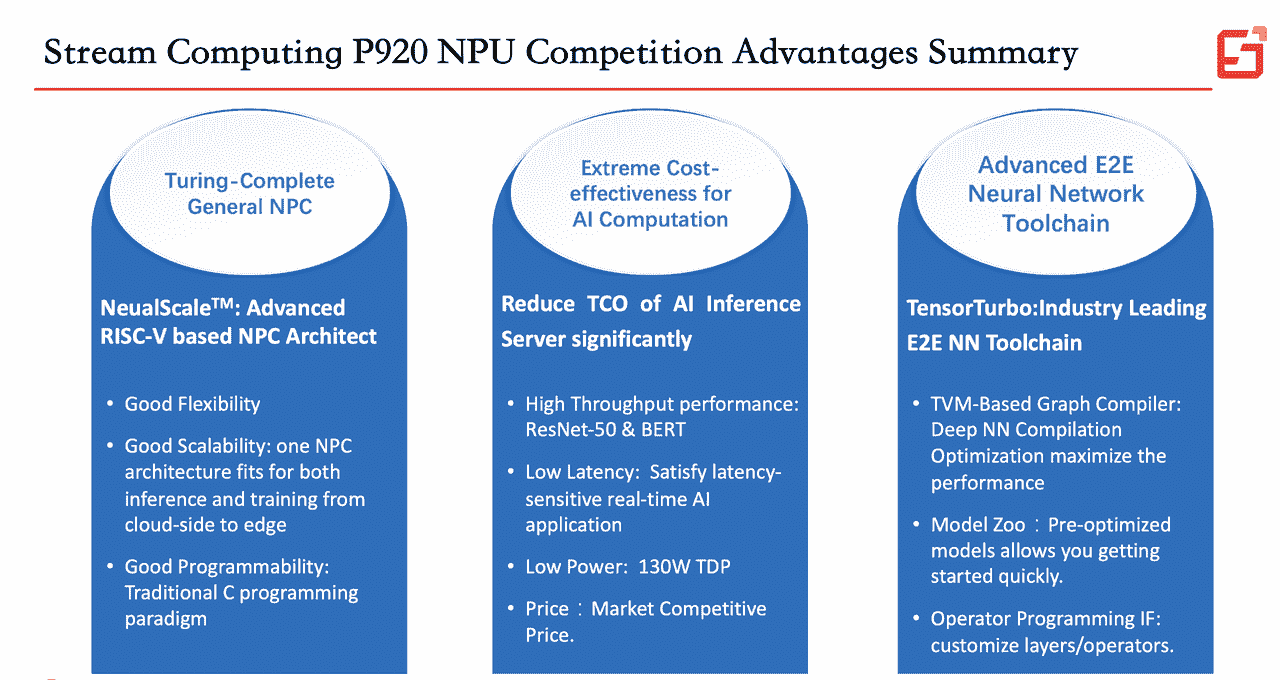 Stream Computing P920 NPU Competition Advantages Summary
Turing-Complete
General NPC
NeualScale™: Advanced
RISC-V based NPC Architect
• Good Flexibility
• Good Scalability: one NPC
architecture fits for both
inference and training from
cloud-side to edge
• Good Programmability:
Traditional C programming
paradigm
Extreme Cost-
effectiveness for
AI Computation
Reduce TCO of AI Inference
Server significantly
• High Throughput performance:
ResNet-50 & BERT
• Low Latency: Satisfy latency-
sensitive real-time AI
application
• Low Power: 130W TDP
• Price：Market Competitive
Price.
Advanced E2E
Neural Network
Toolchain
TensorTurbo:Industry Leading
E2E NN Toolchain
• TVM-Based Graph Compiler:
Deep NN Compilation
Optimization maximize the
performance
• Model Zoo：Pre-optimized
models allows you getting
started quickly.
• Operator Programming IF:
customize layers/operators.